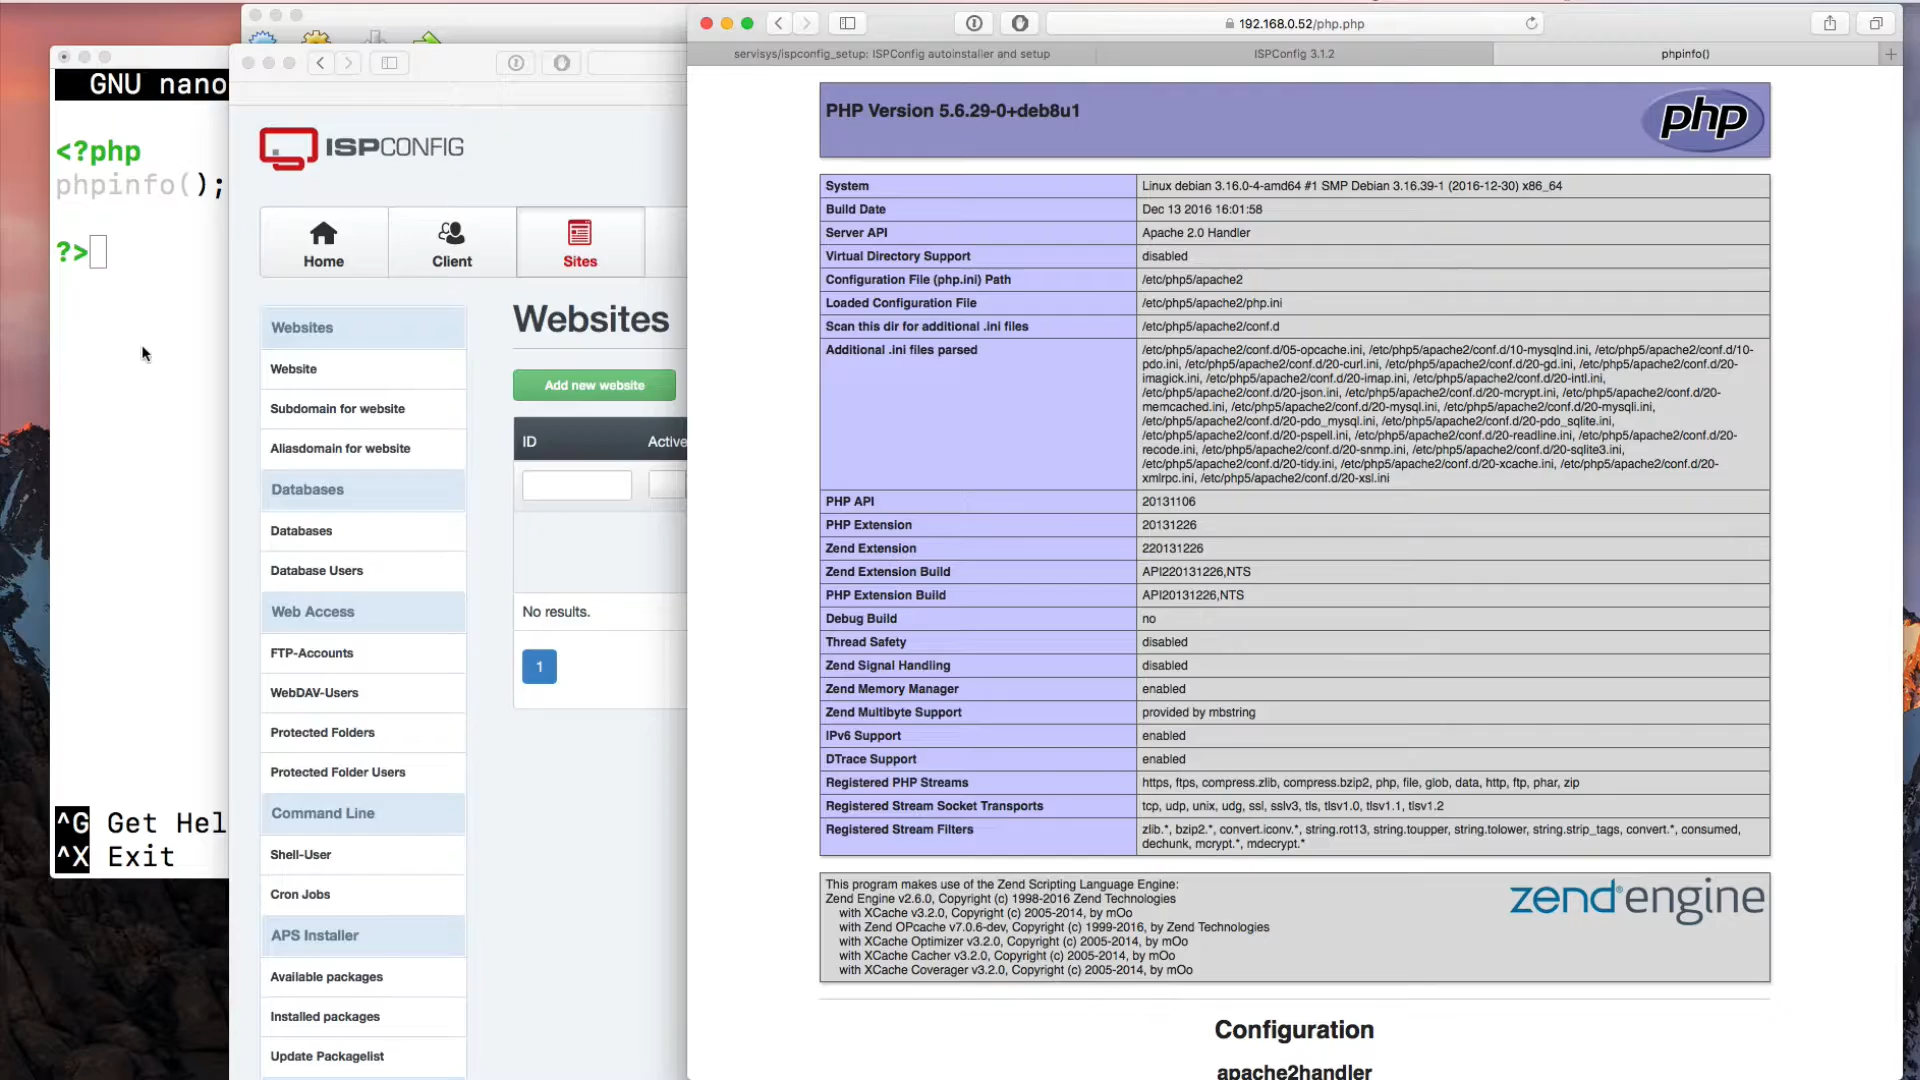 GNU nano
<?php
phpinfo();
?>
^G Get Hel
^X Exit
ISPCONFIG
Home
Client
Sites
Websites
Website
Subdomain for website
Aliasdomain for website
Databases
Databases
Database Users
Web Access
FTP-Accounts
WebDAV-Users
Protected Folders
Protected Folder Users
Command Line
Shell-User
Cron Jobs
APS Installer
Available packages
Installed packages
Update Packagelist
Websites
Add new website
ID Active
No results.
1
192.168.0.52/php.php
servisys/ispconfig_setup: ISPConfig autoinstaller and setup
ISPConfig 3.1.2
phpinfo()
PHP Version 5.6.29-0+deb8u1
php
System Linux debian 3.16.0-4-amd64 #1 SMP Debian 3.16.39-1 (2016-12-30) x86_64
Build Date Dec 13 2016 16:01:58
Server API Apache 2.0 Handler
Virtual Directory Support disabled
Configuration File (php.ini) Path /etc/php5/apache2
Loaded Configuration File /etc/php5/apache2/php.ini
Scan this dir for additional .ini files /etc/php5/apache2/conf.d
Additional .ini files parsed /etc/php5/apache2/conf.d/05-opcache.ini, /etc/php5/apache2/conf.d/10-mysqlnd.ini, /etc/php5/apache2/conf.d/10-
pdo.ini, /etc/php5/apache2/conf.d/20-curl.ini, /etc/php5/apache2/conf.d/20-gd.ini, /etc/php5/apache2/conf.d/20-
imagick.ini, /etc/php5/apache2/conf.d/20-imap.ini, /etc/php5/apache2/conf.d/20-intl.ini,
/etc/php5/apache2/conf.d/20-json.ini, /etc/php5/apache2/conf.d/20-mcrypt.ini, /etc/php5/apache2/conf.d/20-
memcached.ini, /etc/php5/apache2/conf.d/20-mysql.ini, /etc/php5/apache2/conf.d/20-mysqli.ini,
/etc/php5/apache2/conf.d/20-pdo_mysql.ini, /etc/php5/apache2/conf.d/20-pdo_sqlite.ini,
/etc/php5/apache2/conf.d/20-pspell.ini, /etc/php5/apache2/conf.d/20-readline.ini, /etc/php5/apache2/conf.d/20-
recode.ini, /etc/php5/apache2/conf.d/20-snmp.ini, /etc/php5/apache2/conf.d/20-sqlite3.ini,
/etc/php5/apache2/conf.d/20-tidy.ini, /etc/php5/apache2/conf.d/20-xcache.ini, /etc/php5/apache2/conf.d/20-
xmlrpc.ini, /etc/php5/apache2/conf.d/20-xsl.ini
PHP API 20131106
PHP Extension 20131226
Zend Extension 220131226
Zend Extension Build API220131226,NTS
PHP Extension Build API20131226,NTS
Debug Build no
Thread Safety disabled
Zend Signal Handling disabled
Zend Memory Manager enabled
Zend Multibyte Support provided by mbstring
IPv6 Support enabled
DTrace Support enabled
Registered PHP Streams https, ftps, compress.zlib, compress.bzip2, php, file, glob, data, http, ftp, phar, zip
Registered Stream Socket Transports tcp, udp, unix, udg, ssl, sslv3, tls, tlsv1.0, tlsv1.1, tlsv1.2
Registered Stream Filters zlib.*, bzip2.*, convert.iconv.*, string.rot13, string.toupper, string.tolower, string.strip_tags, convert.*, consumed,
dechunk, mcrypt.*, mdecrypt.*
This program makes use of the Zend Scripting Language Engine:
Zend Engine v2.6.0, Copyright (c) 1998-2016 Zend Technologies
with XCache v3.2.0, Copyright (c) 2005-2014, by mOo
with Zend OPcache v7.0.6-dev, Copyright (c) 1999-2016, by Zend Technologies
with XCache Optimizer v3.2.0, Copyright (c) 2005-2014, by mOo
with XCache Cacher v3.2.0, Copyright (c) 2005-2014, by mOo
with XCache Coverager v3.2.0, Copyright (c) 2005-2014, by mOo
zend engine
Configuration
apache2handler